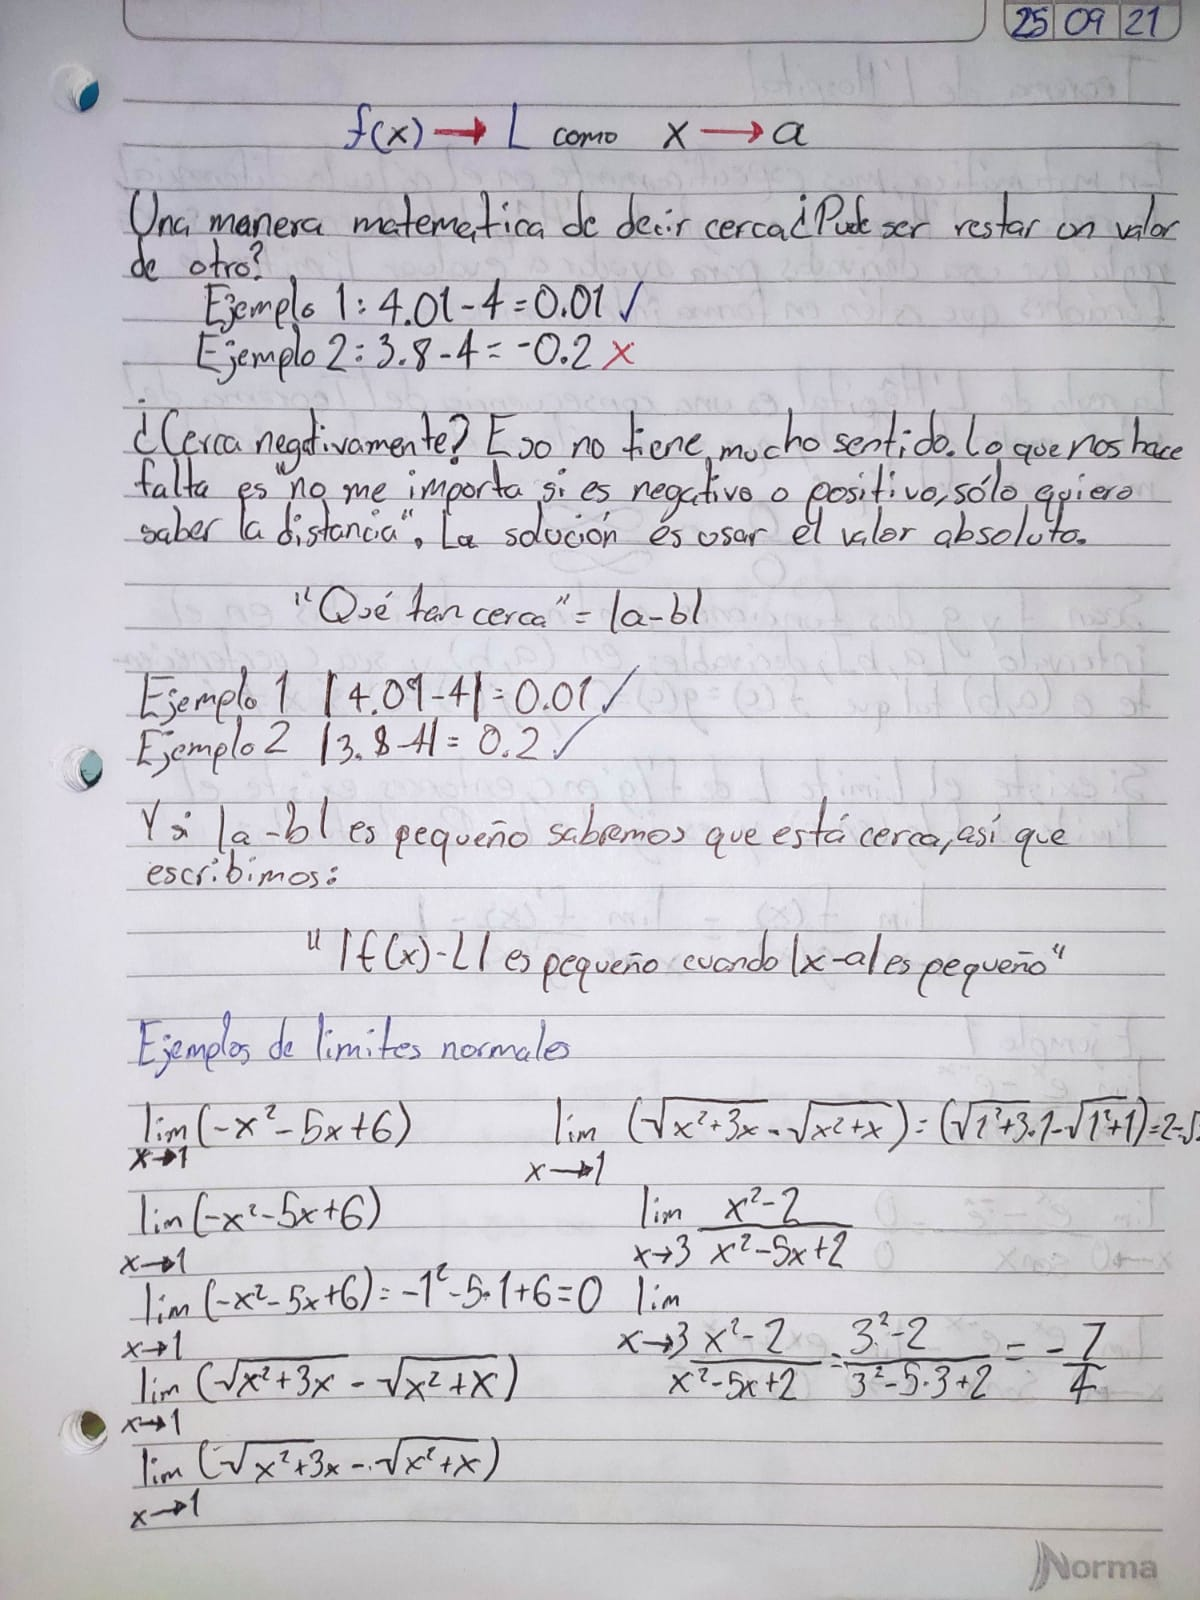 25 09 21
f(x) → L como x → a
Una manera matematica de decir cerca¿Puede ser restar un valor
de otro?
Ejemplo 1: 4.01-4=0.01 ✓
Ejemplo 2: 3.8-4= -0.2 x
¿Cerca negativamente? Eso no tiene mucho sentido. Lo que nos hace
falta es "no me importa si es negativo o positivo, sólo quiero
saber la distancia". La solución es usar el valor absoluto.
"Qué tan cerca" = |a-b|
Ejemplo 1 |4.01-4|=0.01 ✓
Ejemplo 2 |3.8-4|= 0.2 ✓
Y si |a-b| es pequeño sabremos que está cerca, así que
escribimos:
"|f(x)-L| es pequeño cuando |x-a| es pequeño"
Ejemplos de limites normales
lim (-x²-5x+6) lim (√x²+3x - √x²+x) = (√1²+3·1-√1²+1)=2-√2
x→1 x→1
lim (-x²-5x+6) lim x²-2
x→1 x→3 x²-5x+2
lim (-x²-5x+6)= -1²-5·1+6=0 lim
x→1 x→3 x²-2 = 3²-2 = - 7
lim (√x²+3x - √x²+x) x²-5x+2 3²-5·3+2 4
x→1
lim (√x²+3x - √x²+x)
x→1
Norma